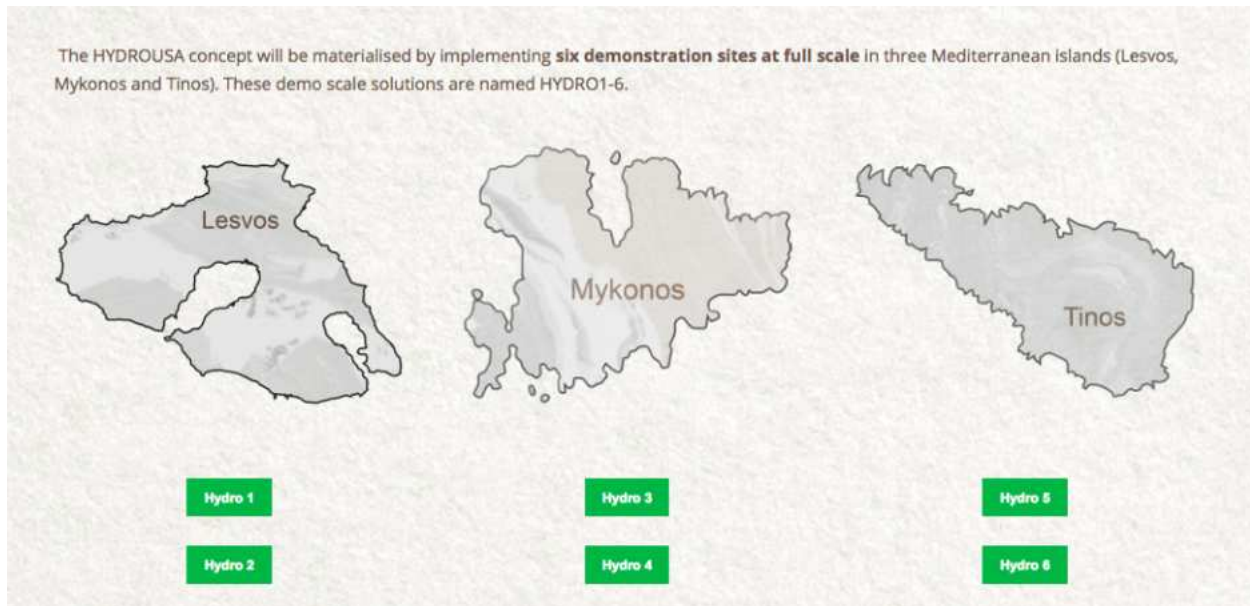 The HYDROUSA concept will be materialised by implementing six demonstration sites at full scale in three Mediterranean islands (Lesvos,
Mykonos and Tinos). These demo scale solutions are named HYDRO1-6.
Lesvos
Mykonos
Tinos
Hydro 1
Hydro 3
Hydro 5
Hydro 2
Hydro 4
Hydro 6